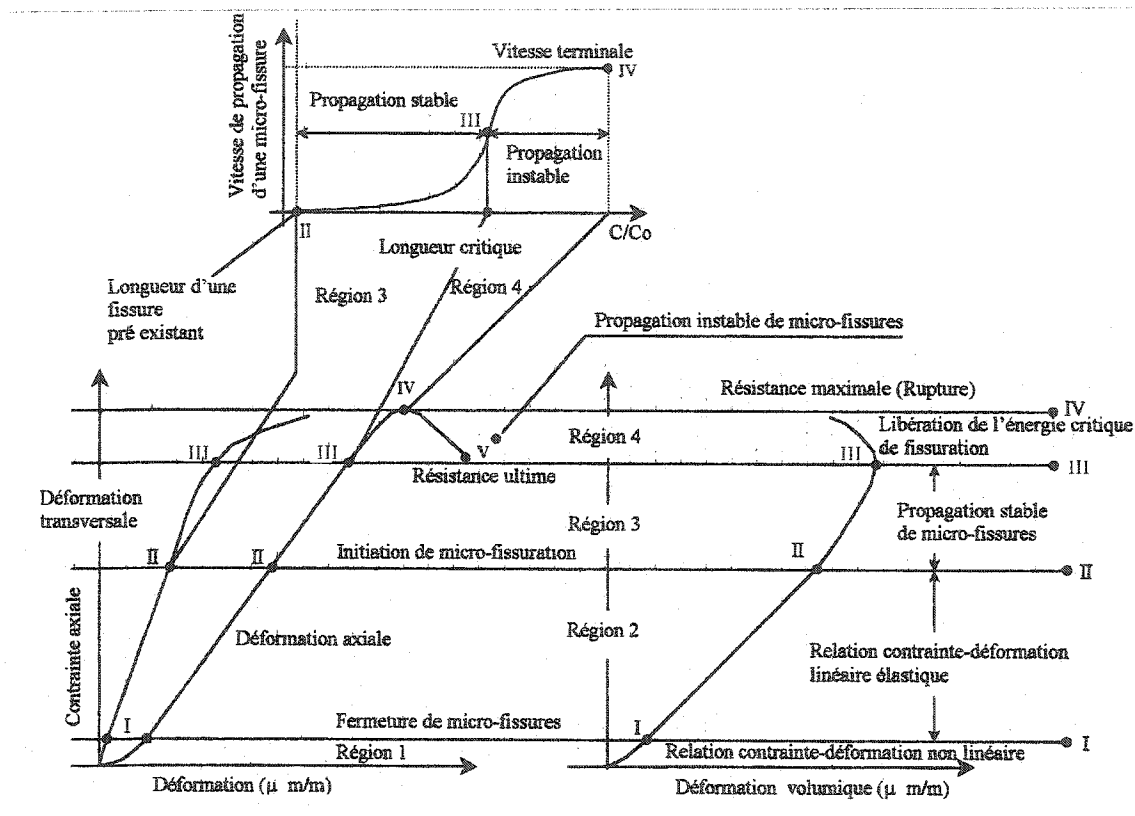 Vitesse de propagation
d'une micro-fissure
Vitesse terminale
IV
Propagation stable
III
Propagation
instable
II
C/Co
Longueur critique
Longueur d'une
fissure
pré existant
Région 3
Région 4
Propagation instable de micro-fissures
IV
Résistance maximale (Rupture)
IV
Région 4
Libération de l'énergie critique
de fissuration
V
III
III
III
III
Résistance ultime
Déformation
transversale
Région 3
Propagation stable
de micro-fissures
II
II
Initiation de micro-fissuration
II
II
Contrainte axiale
Déformation axiale
Région 2
Relation contrainte-déformation
linéaire élastique
I
Fermeture de micro-fissures
I
I
Région 1
Relation contrainte-déformation non linéaire
Déformation (μ m/m)
Déformation volumique (μ m/m)